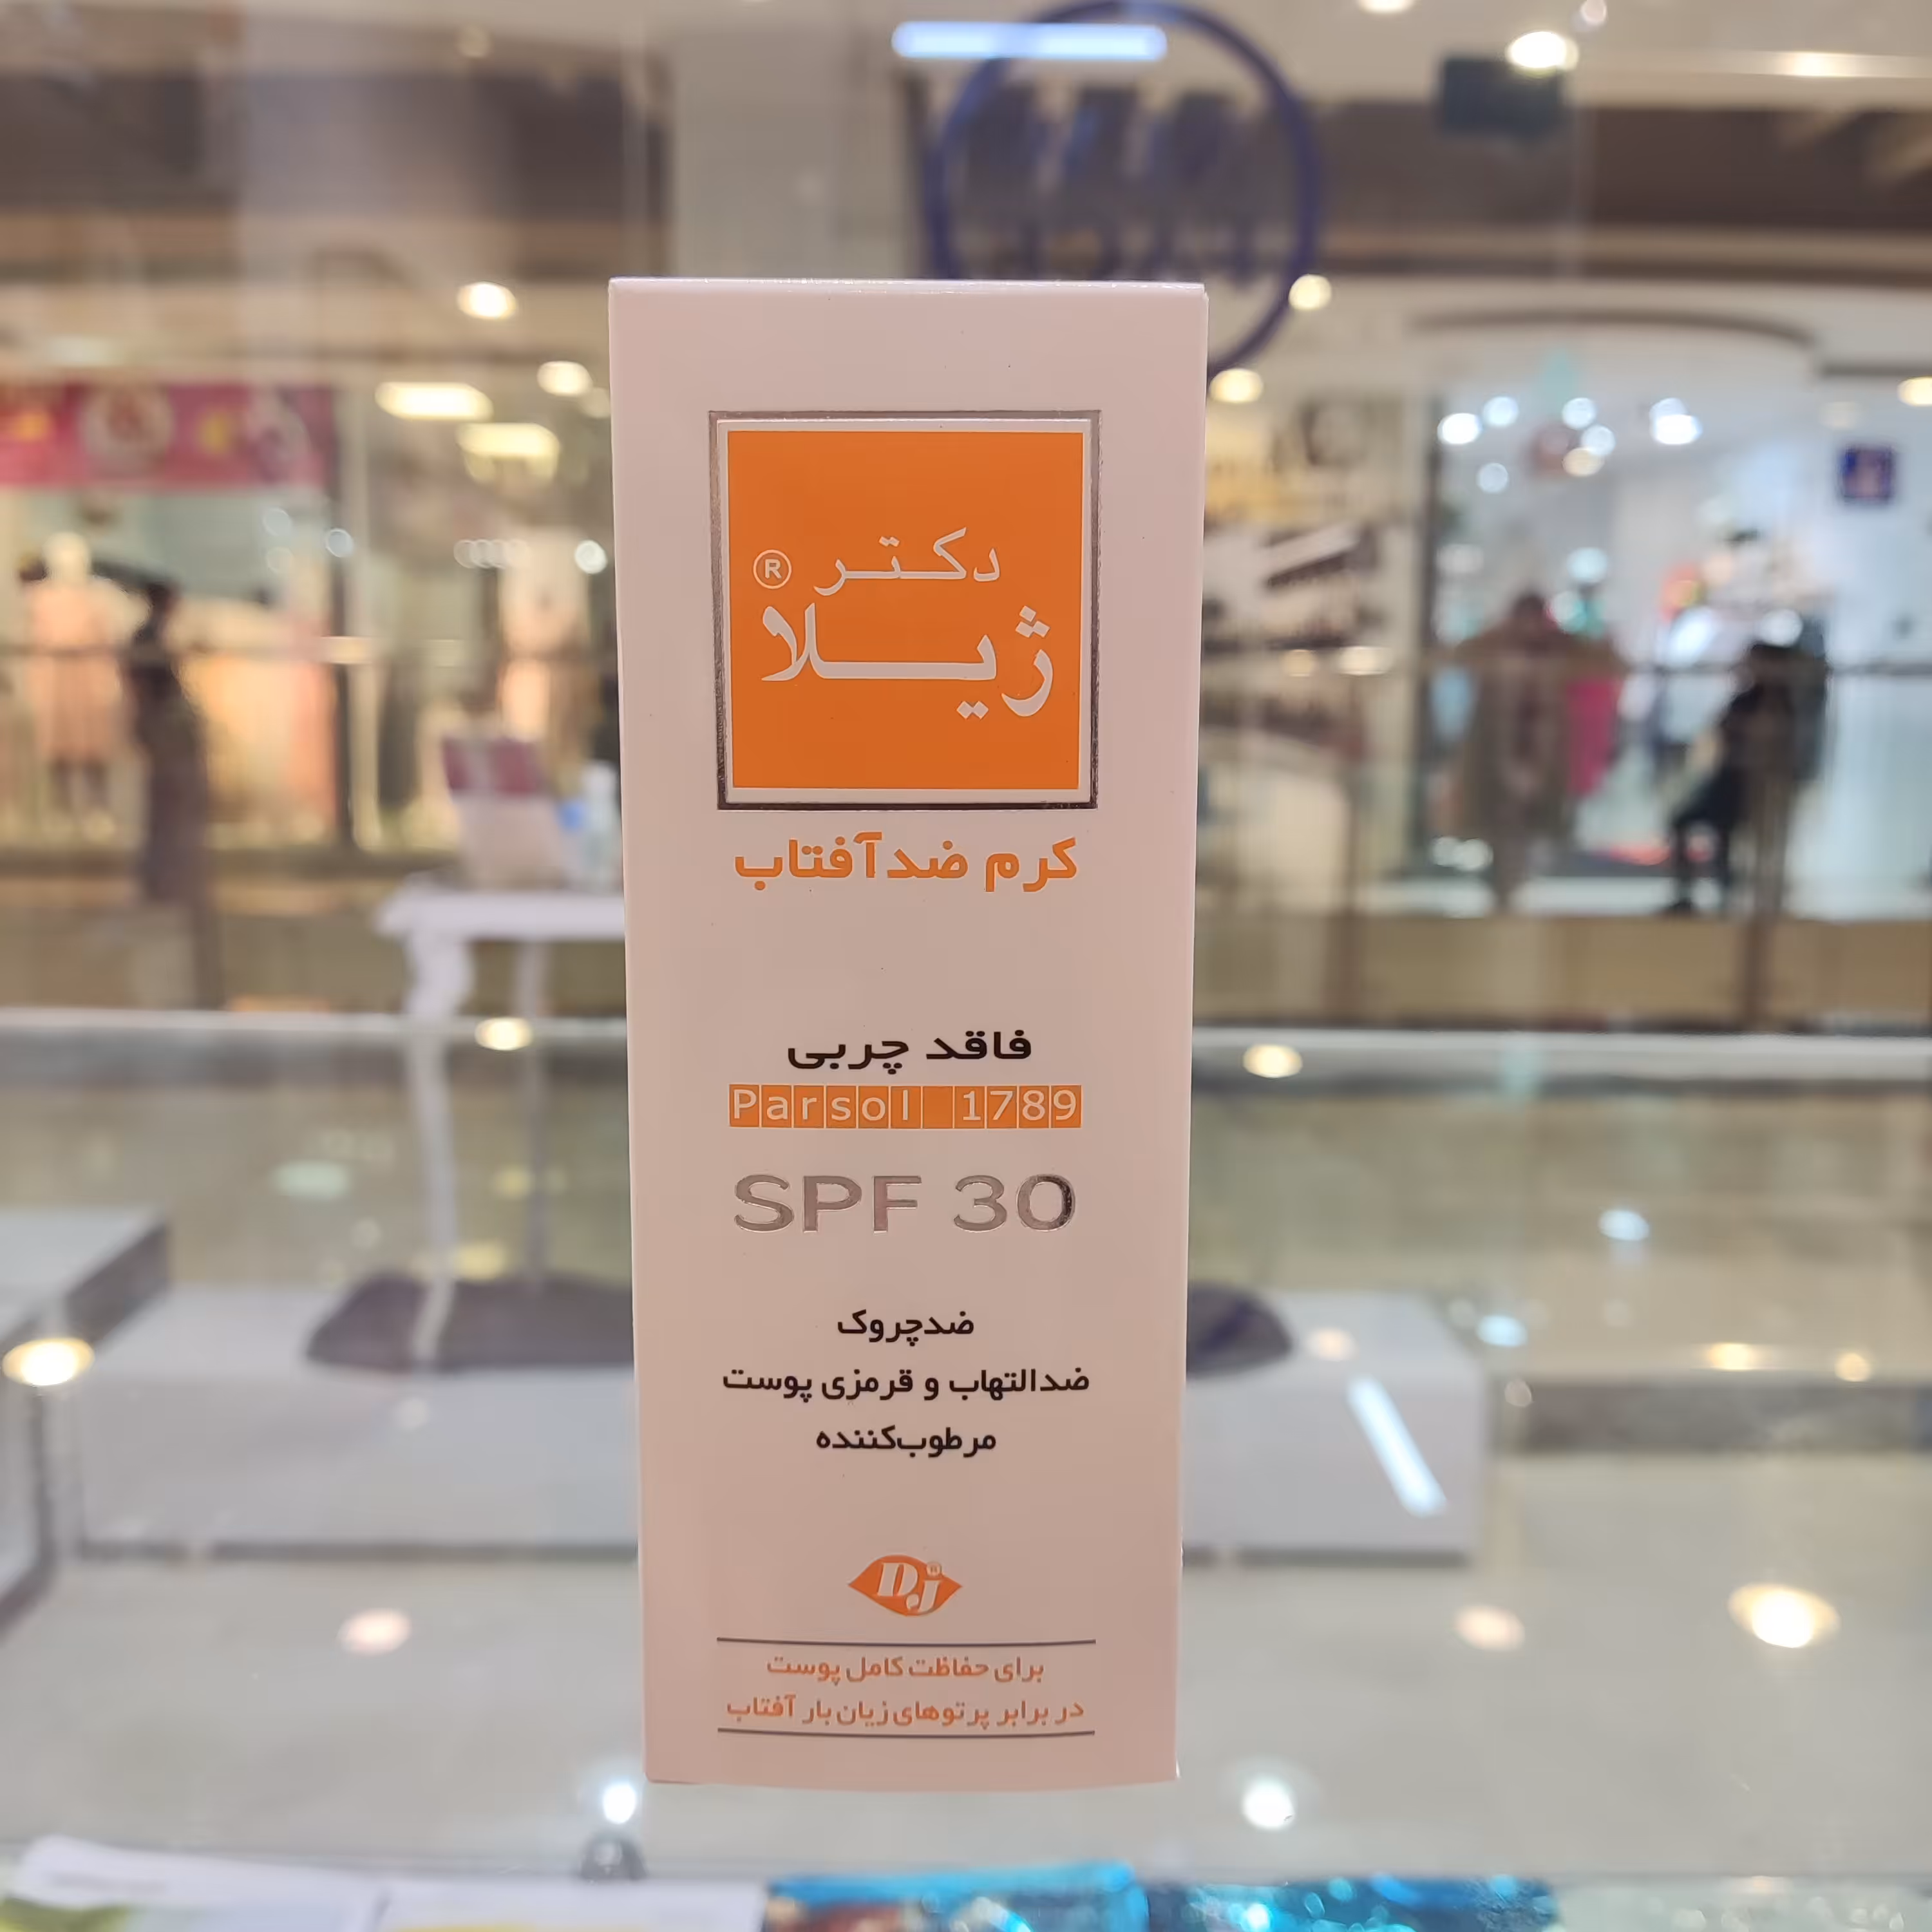 دکتر ®
ژیلا
کرم ضدآفتاب
فاقد چربی
Parsol 1789
SPF 30
ضدچروک
ضدالتهاب و قرمزی پوست
مرطوب‌کننده
Dj®
برای حفاظت کامل پوست
در برابر پرتوهای زیان‌بار آفتاب